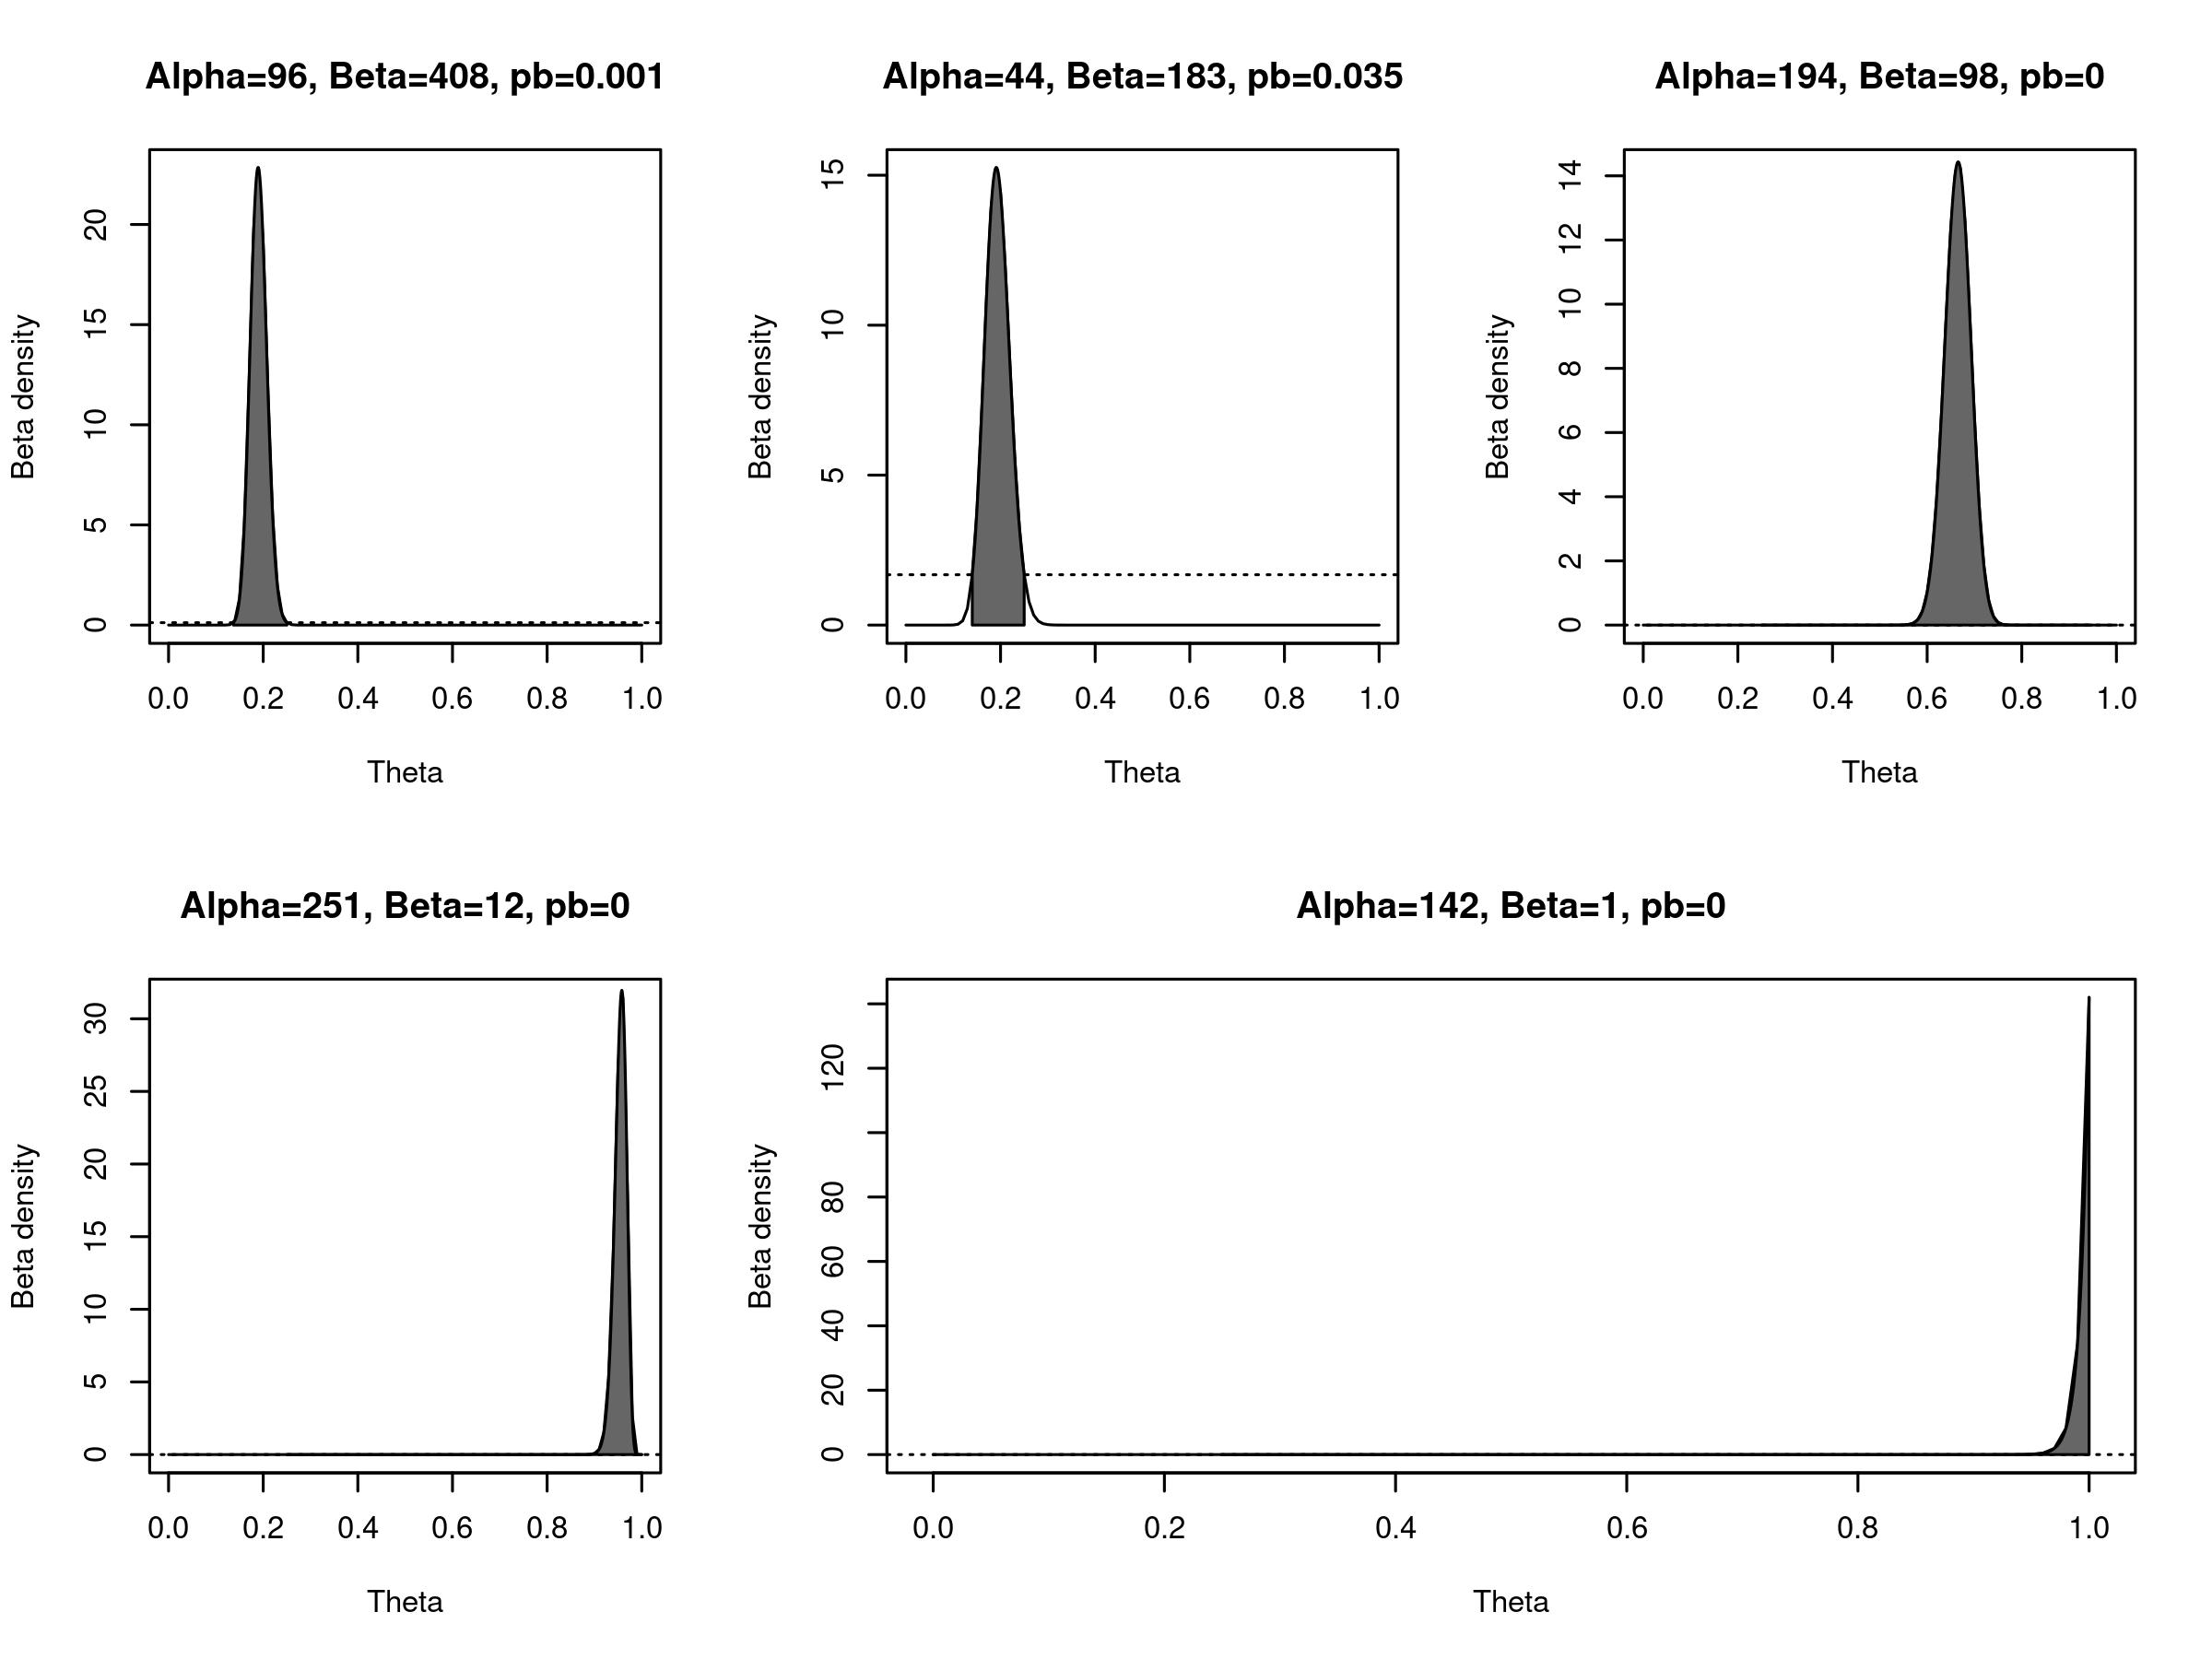 Alpha=96, Beta=408, pb=0.001
Beta density
0 5 10 15 20
0.0 0.2 0.4 0.6 0.8 1.0
Theta
Alpha=44, Beta=183, pb=0.035
Beta density
0 5 10 15
0.0 0.2 0.4 0.6 0.8 1.0
Theta
Alpha=194, Beta=98, pb=0
Beta density
0 2 4 6 8 10 12 14
0.0 0.2 0.4 0.6 0.8 1.0
Theta
Alpha=251, Beta=12, pb=0
Beta density
0 5 10 15 20 25 30
0.0 0.2 0.4 0.6 0.8 1.0
Theta
Alpha=142, Beta=1, pb=0
Beta density
0 20 40 60 80 120
0.0 0.2 0.4 0.6 0.8 1.0
Theta